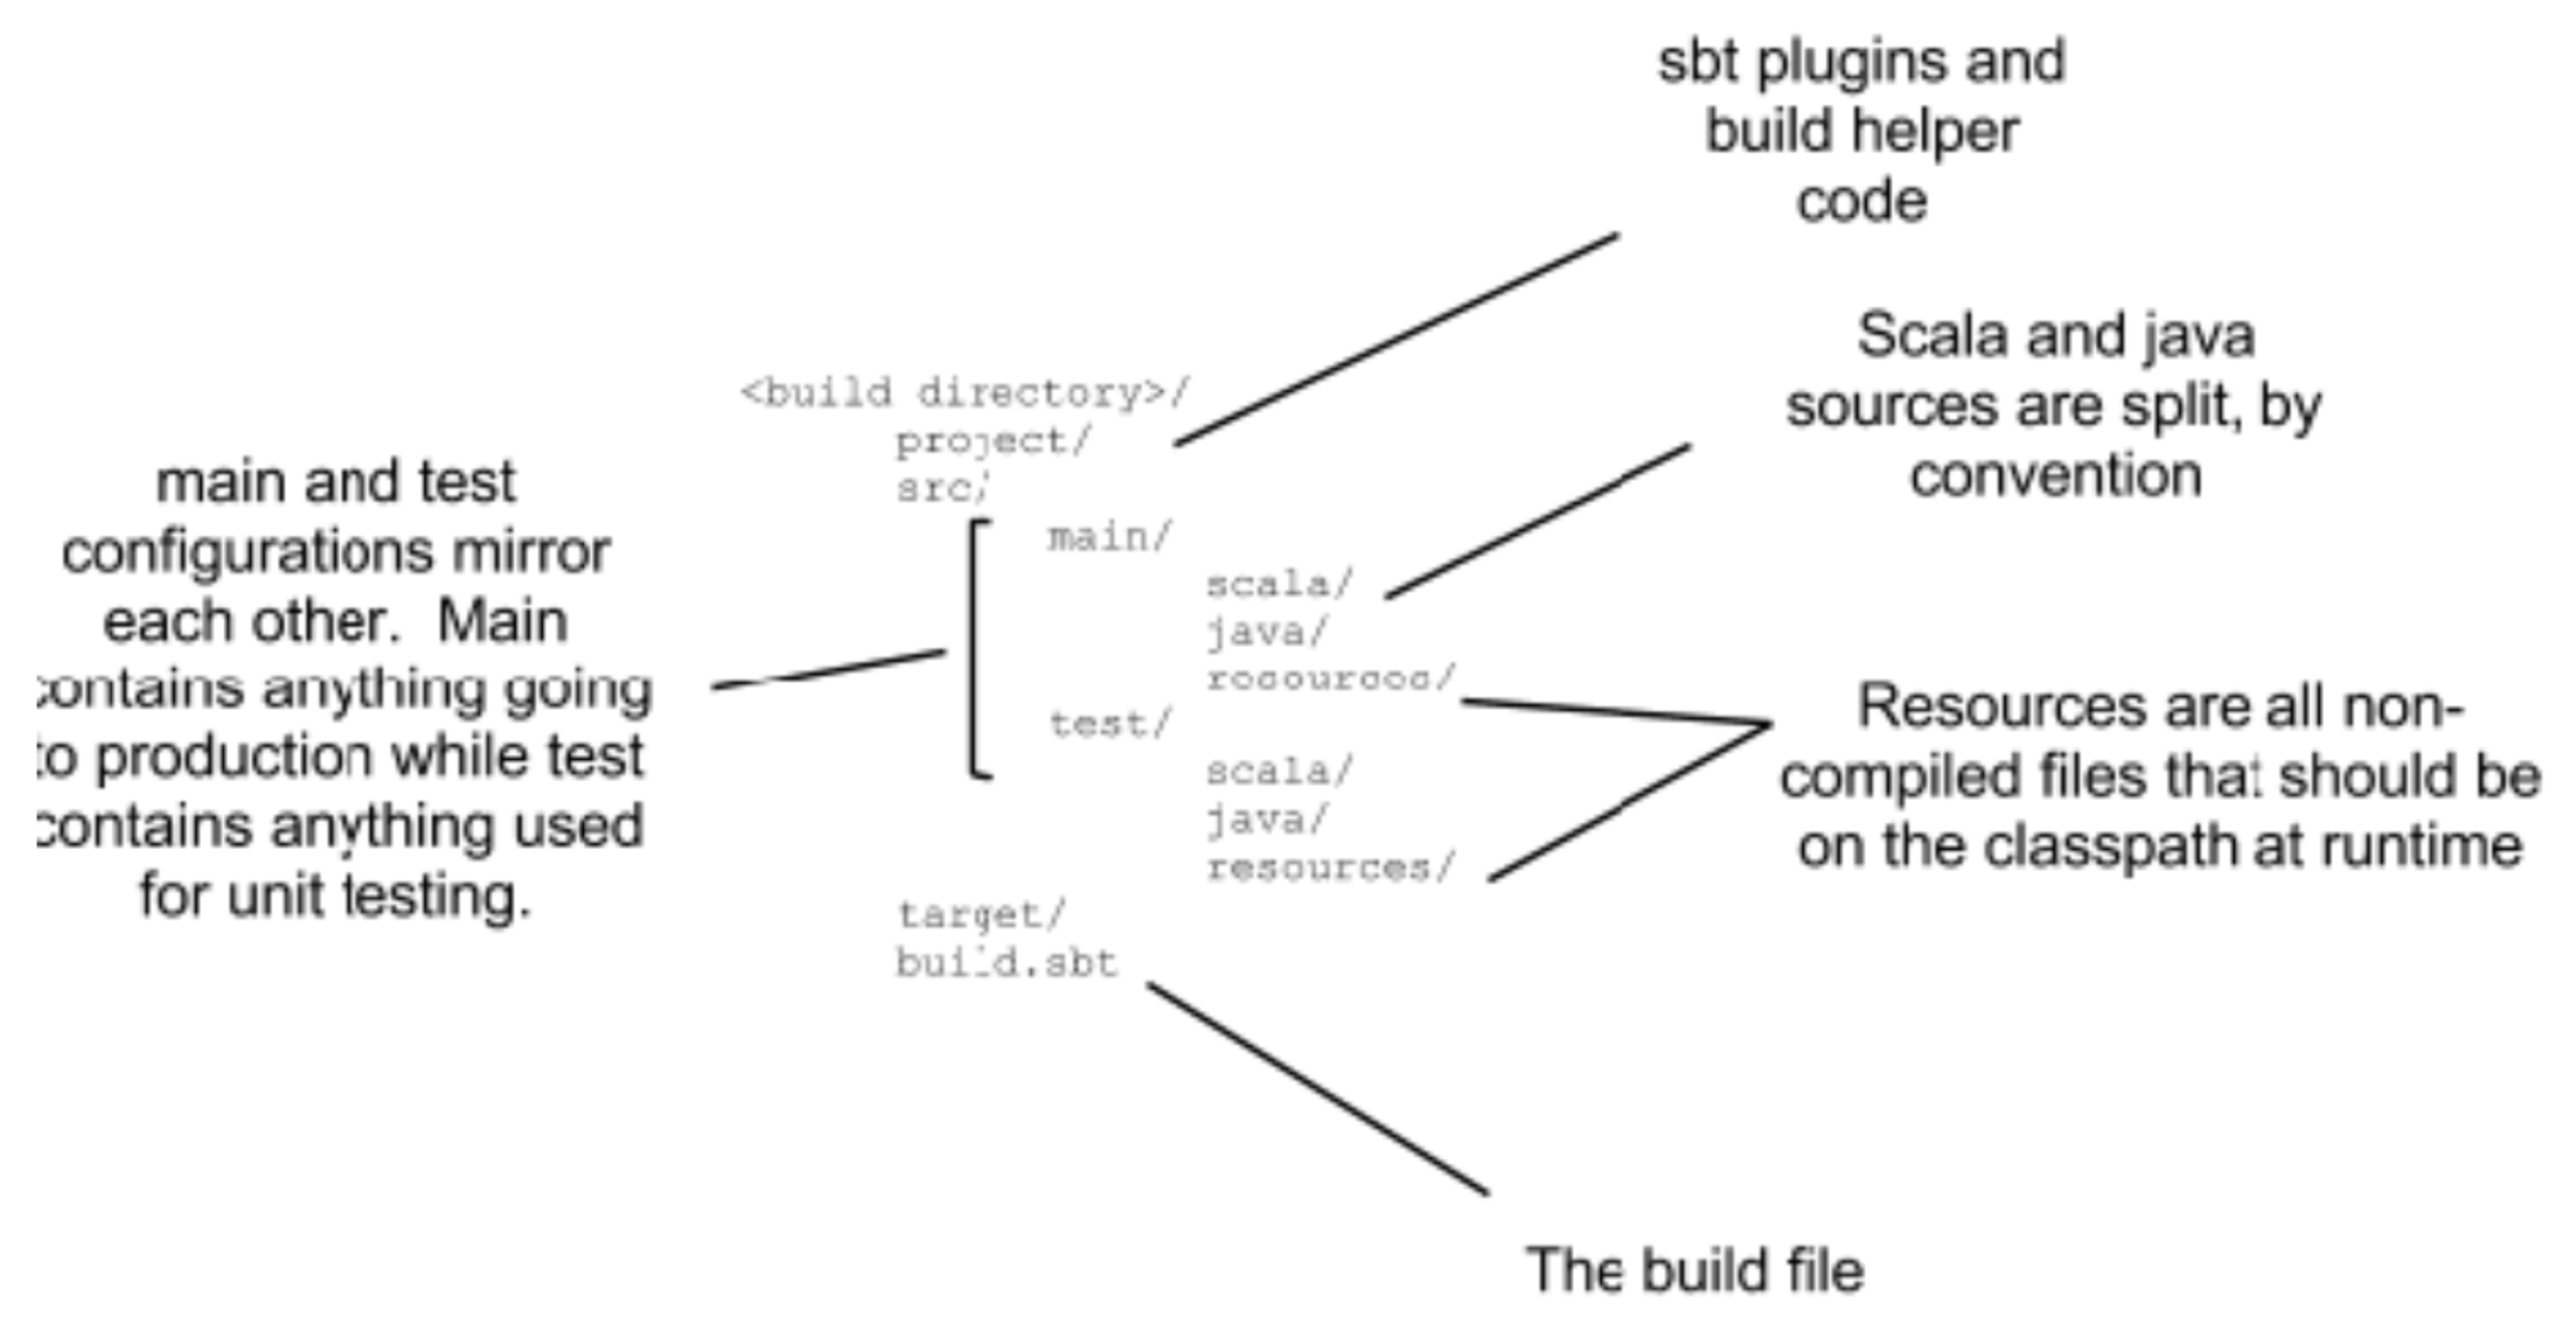 sbt plugins and
build helper
code
Scala and java
sources are split, by
convention
<build directory>/
project/
src/
main/
scala/
java/
resources/
test/
scala/
java/
resources/
target/
build.sbt
main and test
configurations mirror
each other. Main
contains anything going
to production while test
contains anything used
for unit testing.
Resources are all non-
compiled files that should be
on the classpath at runtime
The build file